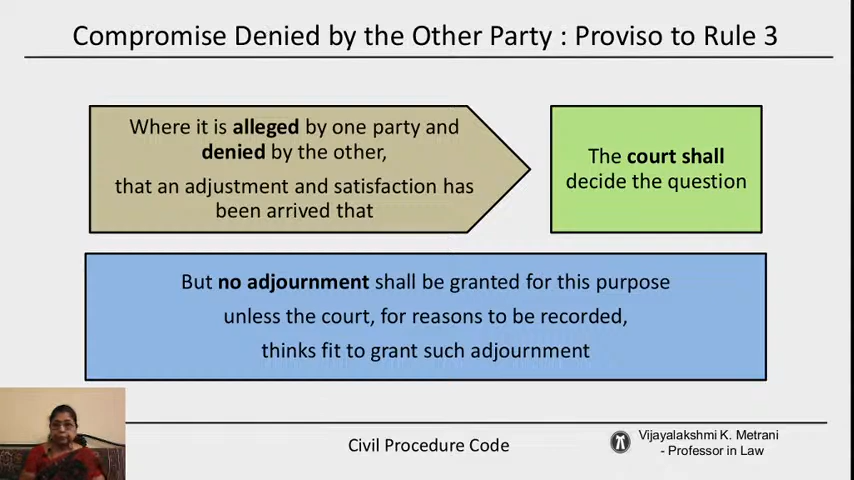 Compromise Denied by the Other Party : Proviso to Rule 3
Where it is alleged by one party and
denied by the other,
that an adjustment and satisfaction has
been arrived that
The court shall
decide the question
But no adjournment shall be granted for this purpose
unless the court, for reasons to be recorded,
thinks fit to grant such adjournment
Civil Procedure Code
Vijayalakshmi K. Metrani
- Professor in Law